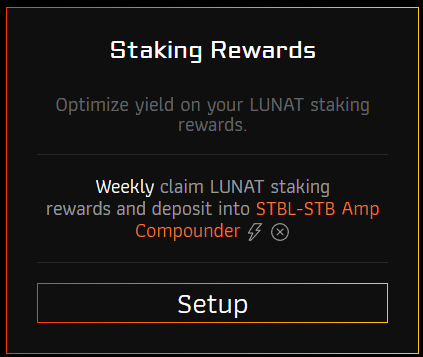 Staking Rewards
Optimize yield on your LUNAT staking
rewards.
Weekly claim LUNAT staking
rewards and deposit into STBL-STB Amp
Compounder
Setup